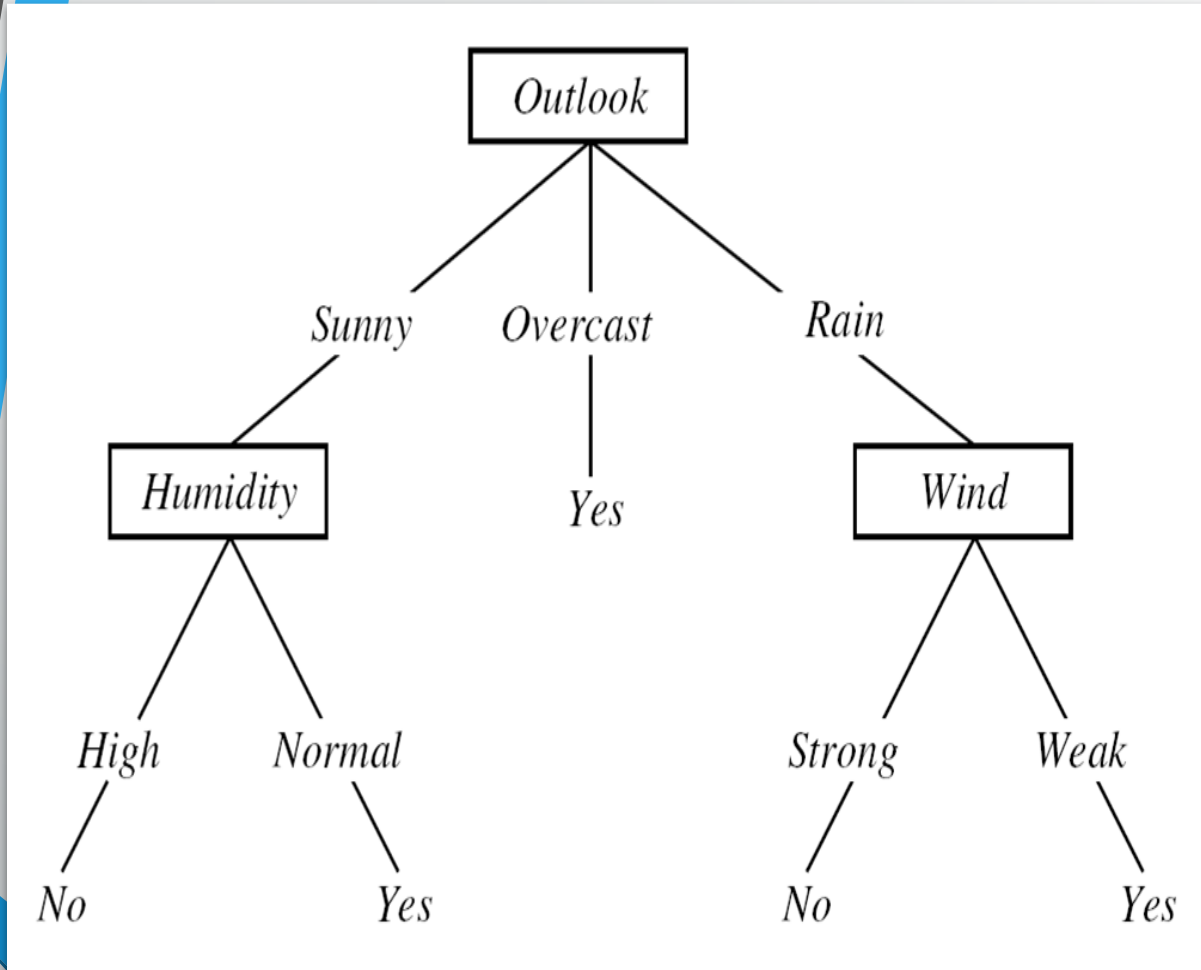 Outlook
Sunny Overcast Rain
Humidity Yes Wind
High Normal Strong Weak
No Yes No Yes